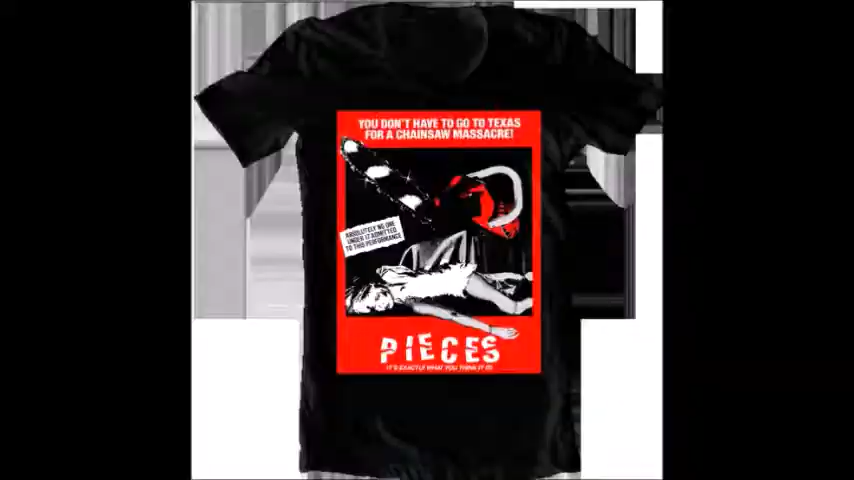 YOU DON'T HAVE TO GO TO TEXAS
FOR A CHAINSAW MASSACRE!
ABSOLUTELY NO ONE
UNDER 17 ADMITTED
TO THIS PERFORMANCE
PIECES
IT'S EXACTLY WHAT YOU THINK IT IS!